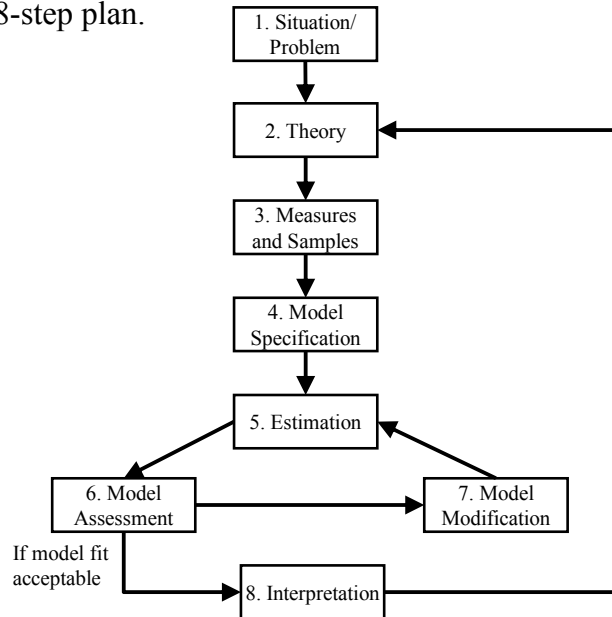 8-step plan.
1. Situation/
Problem
2. Theory
3. Measures
and Samples
4. Model
Specification
5. Estimation
6. Model
Assessment
7. Model
Modification
If model fit
acceptable
8. Interpretation